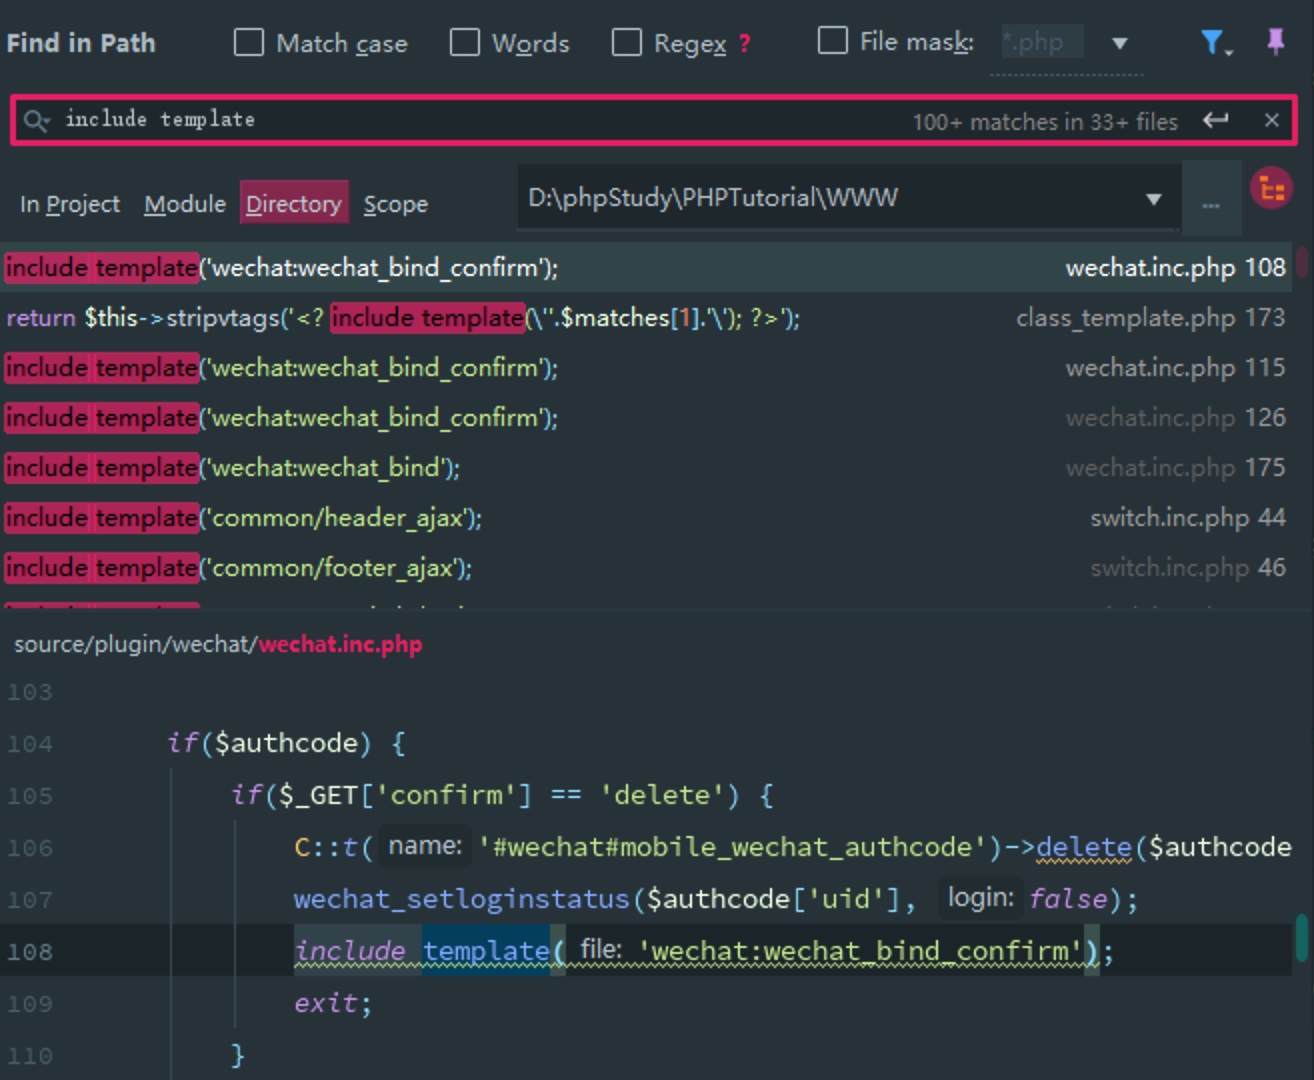 Find in Path Match case Words Regex ? File mask: *.php
include template 100+ matches in 33+ files
In Project Module Directory Scope D:\phpStudy\PHPTutorial\WWW ...
include template('wechat:wechat_bind_confirm'); wechat.inc.php 108
return $this->stripvtags('<? include template(\''.$matches[1].'\'); ?>'); class_template.php 173
include template('wechat:wechat_bind_confirm'); wechat.inc.php 115
include template('wechat:wechat_bind_confirm'); wechat.inc.php 126
include template('wechat:wechat_bind'); wechat.inc.php 175
include template('common/header_ajax'); switch.inc.php 44
include template('common/footer_ajax'); switch.inc.php 46
source/plugin/wechat/wechat.inc.php
103
104 if($authcode) {
105 if($_GET['confirm'] == 'delete') {
106 C::t( name: '#wechat#mobile_wechat_authcode')->delete($authcode
107 wechat_setloginstatus($authcode['uid'], login: false);
108 include template( file: 'wechat:wechat_bind_confirm');
109 exit;
110 }